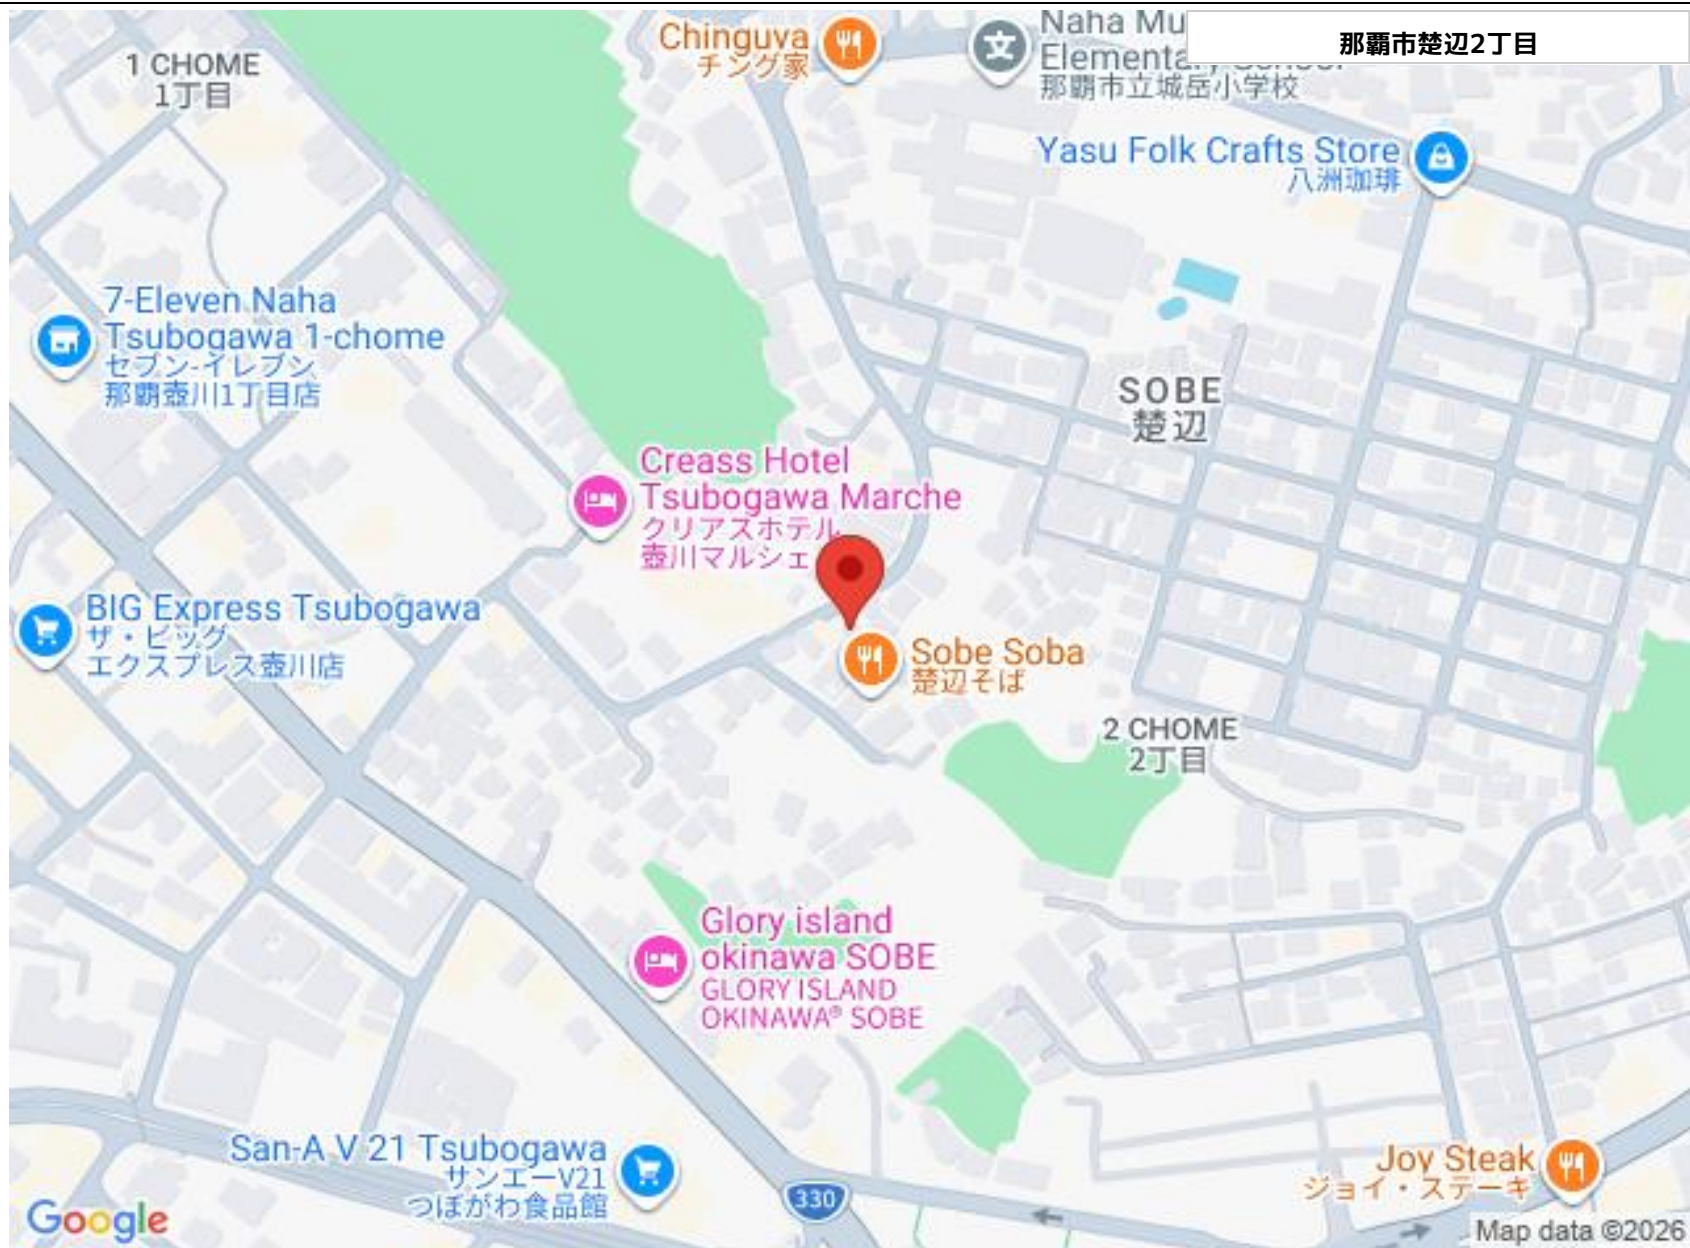 Chinguva
チング家
Naha Mu
Elementary School
那覇市立城岳小学校
那覇市楚辺2丁目
1 CHOME
1丁目
Yasu Folk Crafts Store
八洲珈琲
7-Eleven Naha
Tsubogawa 1-chome
セブン-イレブン
那覇壺川1丁目店
SOBE
楚辺
Creass Hotel
Tsubogawa Marche
クリアスホテル
壺川マルシェ
BIG Express Tsubogawa
ザ・ビッグ
エクスプレス壺川店
Sobe Soba
楚辺そば
2 CHOME
2丁目
Glory island
okinawa SOBE
GLORY ISLAND
OKINAWA® SOBE
San-A V 21 Tsubogawa
サンエーV21
つぼがわ食品館
330
Joy Steak
ジョイ・ステーキ
Google
Map data ©2026